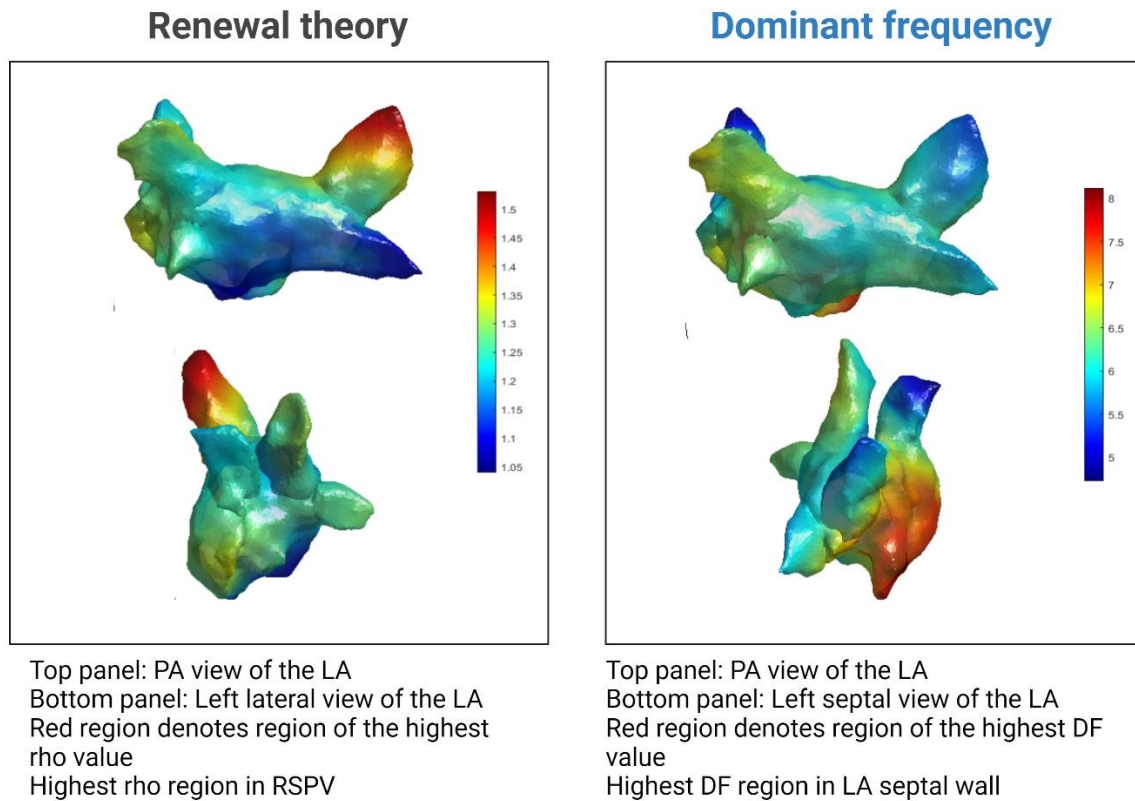 Renewal theory
Dominant frequency
1.5
1.45
1.4
1.35
1.3
1.25
1.2
1.15
1.1
1.05
8
7.5
7
6.5
6
5.5
5
Top panel: PA view of the LA
Bottom panel: Left lateral view of the LA
Red region denotes region of the highest
rho value
Highest rho region in RSPV
Top panel: PA view of the LA
Bottom panel: Left septal view of the LA
Red region denotes region of the highest DF
value
Highest DF region in LA septal wall